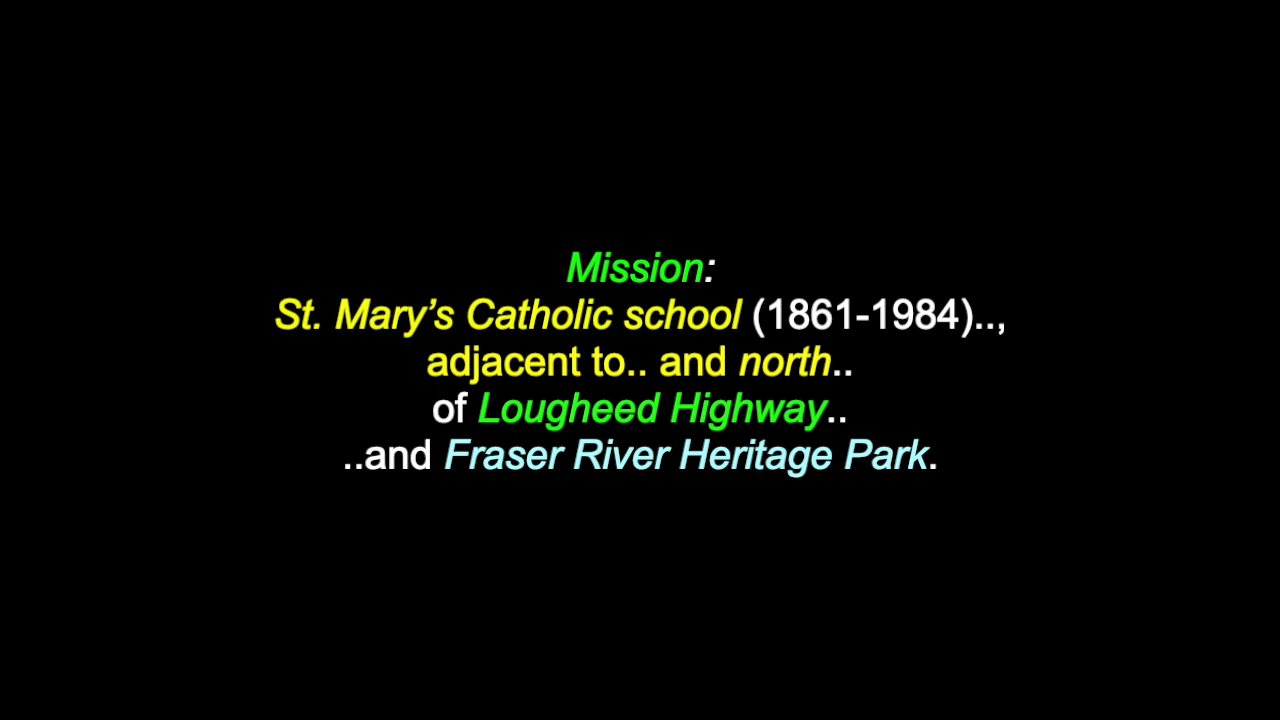 Mission:
St. Mary’s Catholic school (1861-1984)..,
adjacent to.. and north..
of Lougheed Highway..
..and Fraser River Heritage Park.